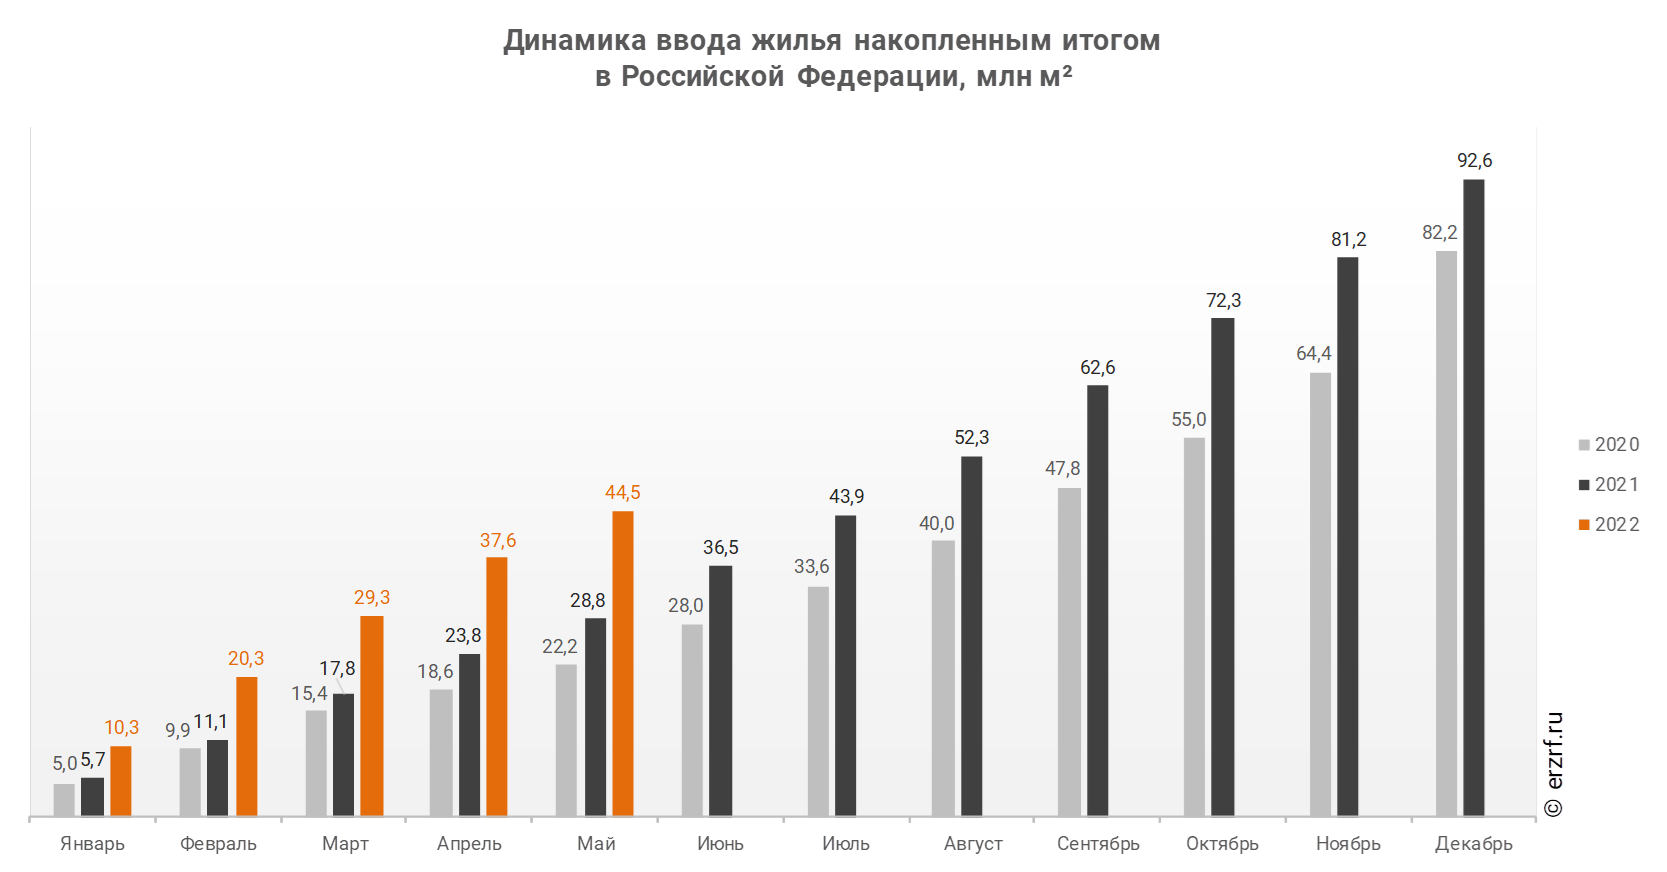 Динамика ввода жилья накопленным итогом
в Российской Федерации, млн м²
5,0 5,7 10,3
9,9 11,1 20,3
15,4 17,8 29,3
18,6 23,8 37,6
22,2 28,8 44,5
28,0 36,5
33,6 43,9
40,0 52,3
47,8 62,6
55,0 72,3
64,4 81,2
82,2 92,6
Январь Февраль Март Апрель Май Июнь Июль Август Сентябрь Октябрь Ноябрь Декабрь
2020
2021
2022
© erzrf.ru